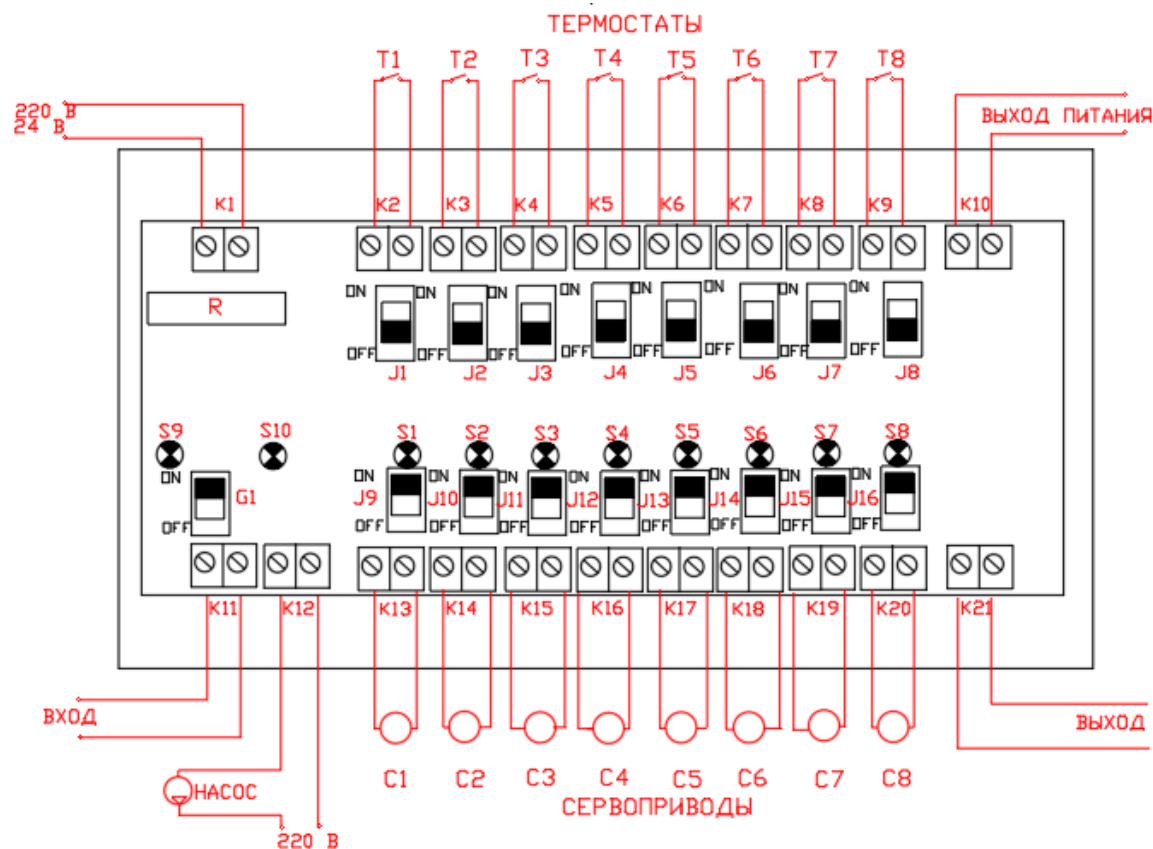 ТЕРМОСТАТЫ
T1 T2 T3 T4 T5 T6 T7 T8
220 В
24 В
ВЫХОД ПИТАНИЯ
K1 K2 K3 K4 K5 K6 K7 K8 K9 K10
R
ON ON ON ON ON ON ON
OFF OFF OFF OFF OFF OFF OFF
J1 J2 J3 J4 J5 J6 J7 J8
S9 S10 S1 S2 S3 S4 S5 S6 S7 S8
ON ON ON ON ON ON ON ON ON
G1 J9 J10 J11 J12 J13 J14 J15 J16
OFF OFF OFF OFF OFF OFF OFF OFF OFF
K11 K12 K13 K14 K15 K16 K17 K18 K19 K20 K21
ВХОД
ВЫХОД
НАСОС
C1 C2 C3 C4 C5 C6 C7 C8
СЕРВОПРИВОДЫ
220 В